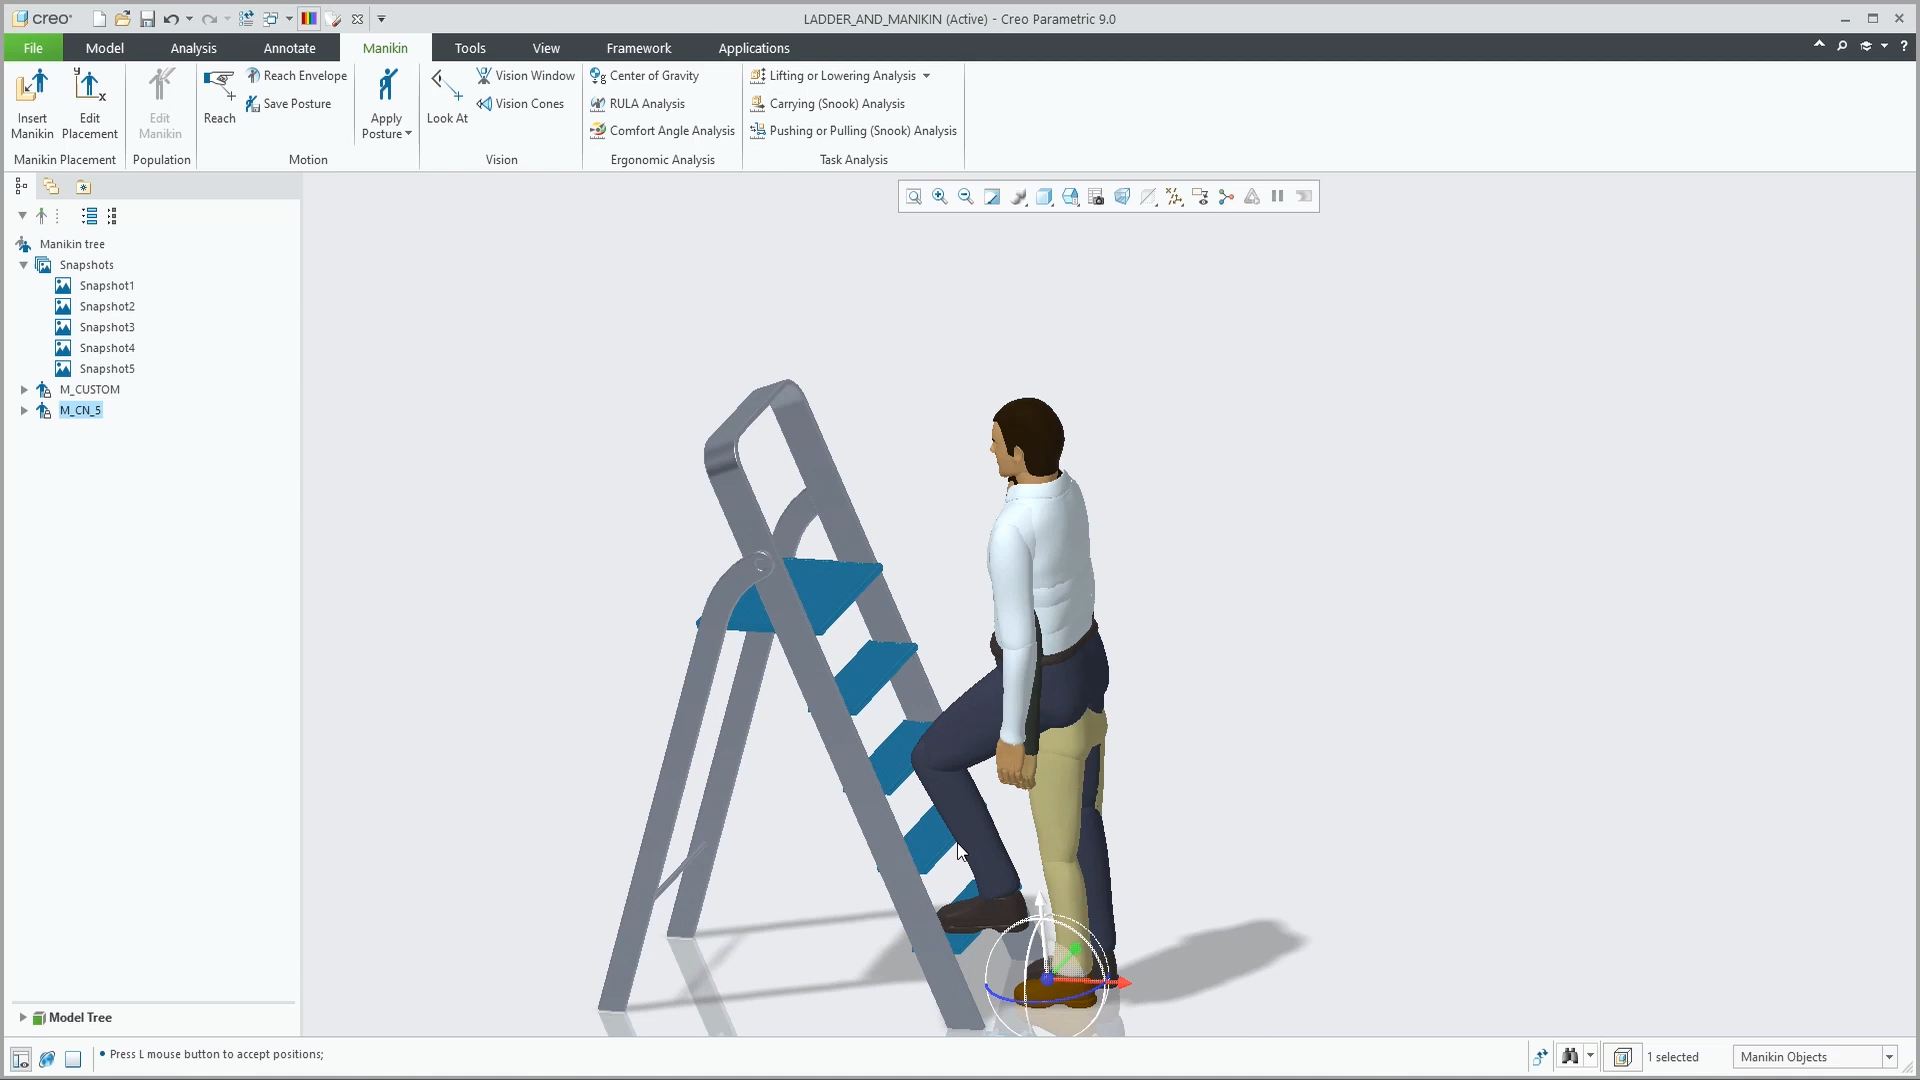 creo
LADDER_AND_MANIKIN (Active) - Creo Parametric 9.0
File Model Analysis Annotate Manikin Tools View Framework Applications
Insert Manikin
Edit Placement
Manikin Placement
Edit Manikin
Population
Reach
Reach Envelope
Save Posture
Motion
Apply Posture
Look At
Vision Window
Vision Cones
Vision
Center of Gravity
RULA Analysis
Comfort Angle Analysis
Ergonomic Analysis
Lifting or Lowering Analysis
Carrying (Snook) Analysis
Pushing or Pulling (Snook) Analysis
Task Analysis
Manikin tree
Snapshots
Snapshot1
Snapshot2
Snapshot3
Snapshot4
Snapshot5
M_CUSTOM
M_CN_5
Model Tree
Press L mouse button to accept positions;
1 selected
Manikin Objects